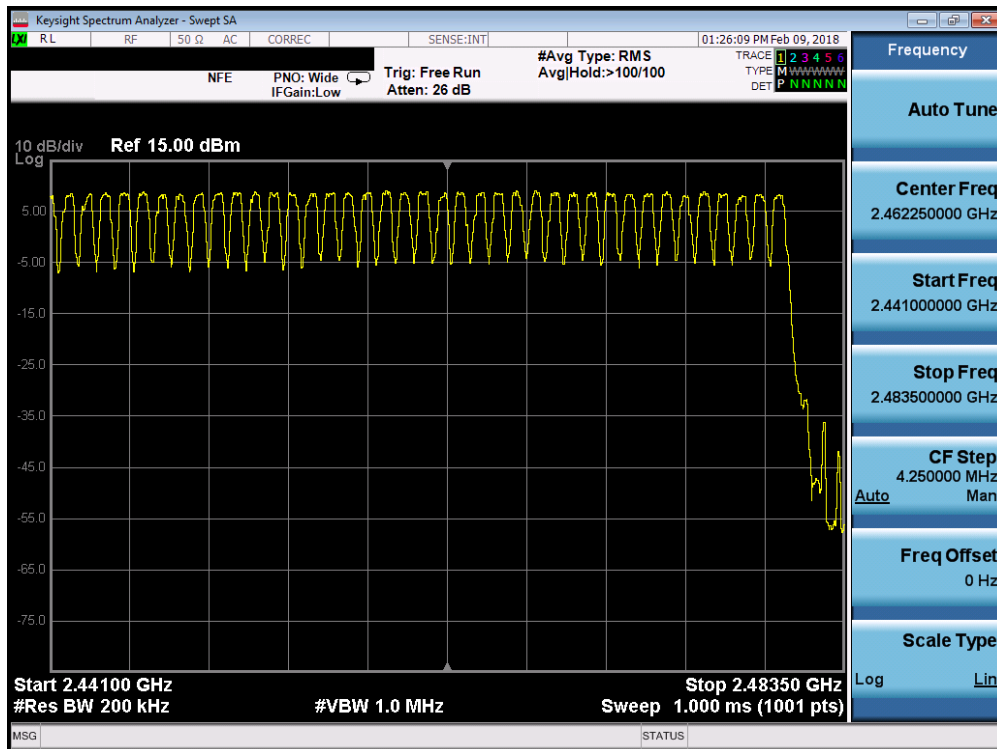 Keysight Spectrum Analyzer - Swept SA
LXI RL RF 50 Ω AC CORREC SENSE:INT 01:26:09 PM Feb 09, 2018
NFE PNO: Wide Trig: Free Run #Avg Type: RMS TRACE 1 2 3 4 5 6
IFGain:Low Atten: 26 dB Avg|Hold:>100/100 TYPE M WWWWW
DET P N N N N N
10 dB/div Ref 15.00 dBm
Log
5.00
-5.00
-15.0
-25.0
-35.0
-45.0
-55.0
-65.0
-75.0
Start 2.44100 GHz Stop 2.48350 GHz
#Res BW 200 kHz #VBW 1.0 MHz Sweep 1.000 ms (1001 pts)
MSG STATUS
Frequency
Auto Tune
Center Freq
2.462250000 GHz
Start Freq
2.441000000 GHz
Stop Freq
2.483500000 GHz
CF Step
4.250000 MHz
Auto Man
Freq Offset
0 Hz
Scale Type
Log Lin